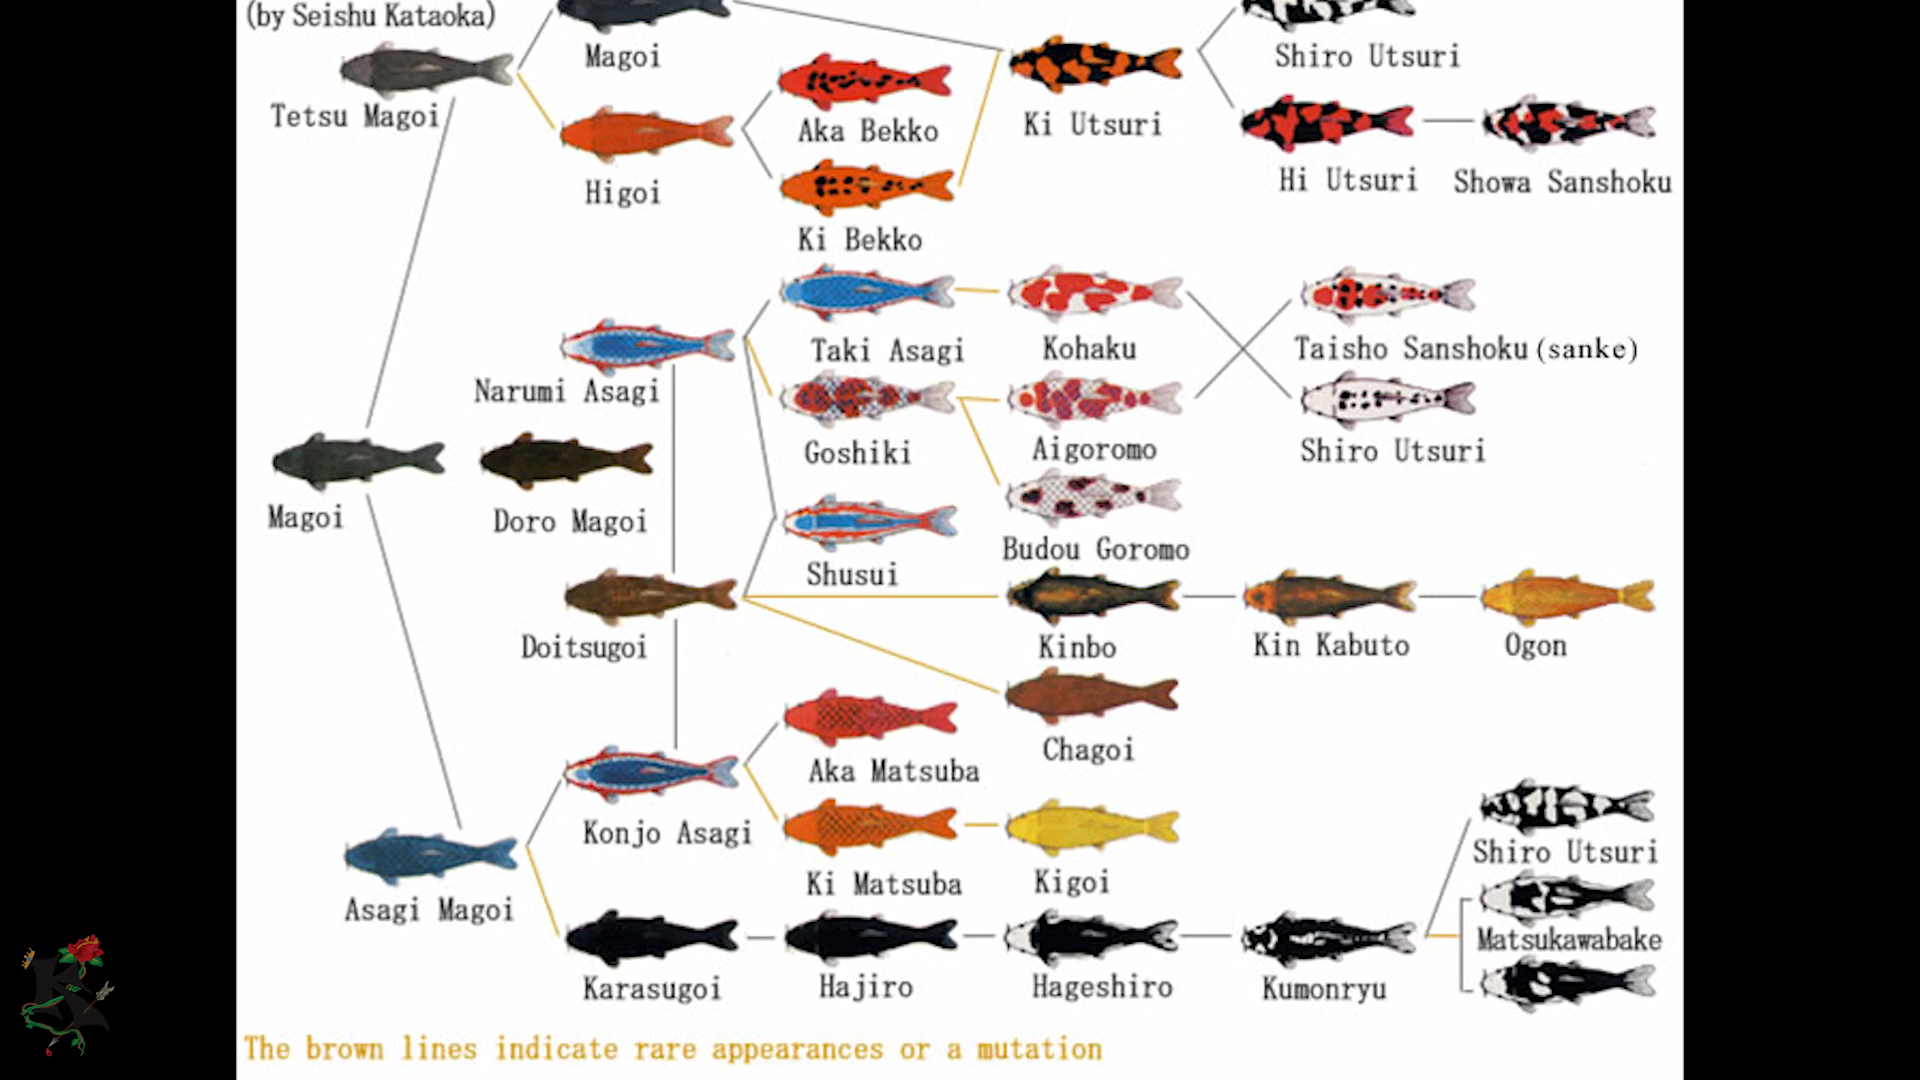 (by Seishu Kataoka)
Magoi
Shiro Utsuri
Tetsu Magoi
Aka Bekko
Ki Utsuri
Higoi
Hi Utsuri
Showa Sanshoku
Ki Bekko
Taki Asagi
Kohaku
Taisho Sanshoku (sanke)
Narumi Asagi
Goshiki
Aigoromo
Shiro Utsuri
Magoi
Doro Magoi
Budou Goromo
Shusui
Doitsugoi
Kinbo
Kin Kabuto
Ogon
Chagoi
Aka Matsuba
Konjo Asagi
Shiro Utsuri
Ki Matsuba
Kigoi
Asagi Magoi
Matsukawabake
Karasugoi
Hajiro
Hageshiro
Kumonryu
The brown lines indicate rare appearances or a mutation